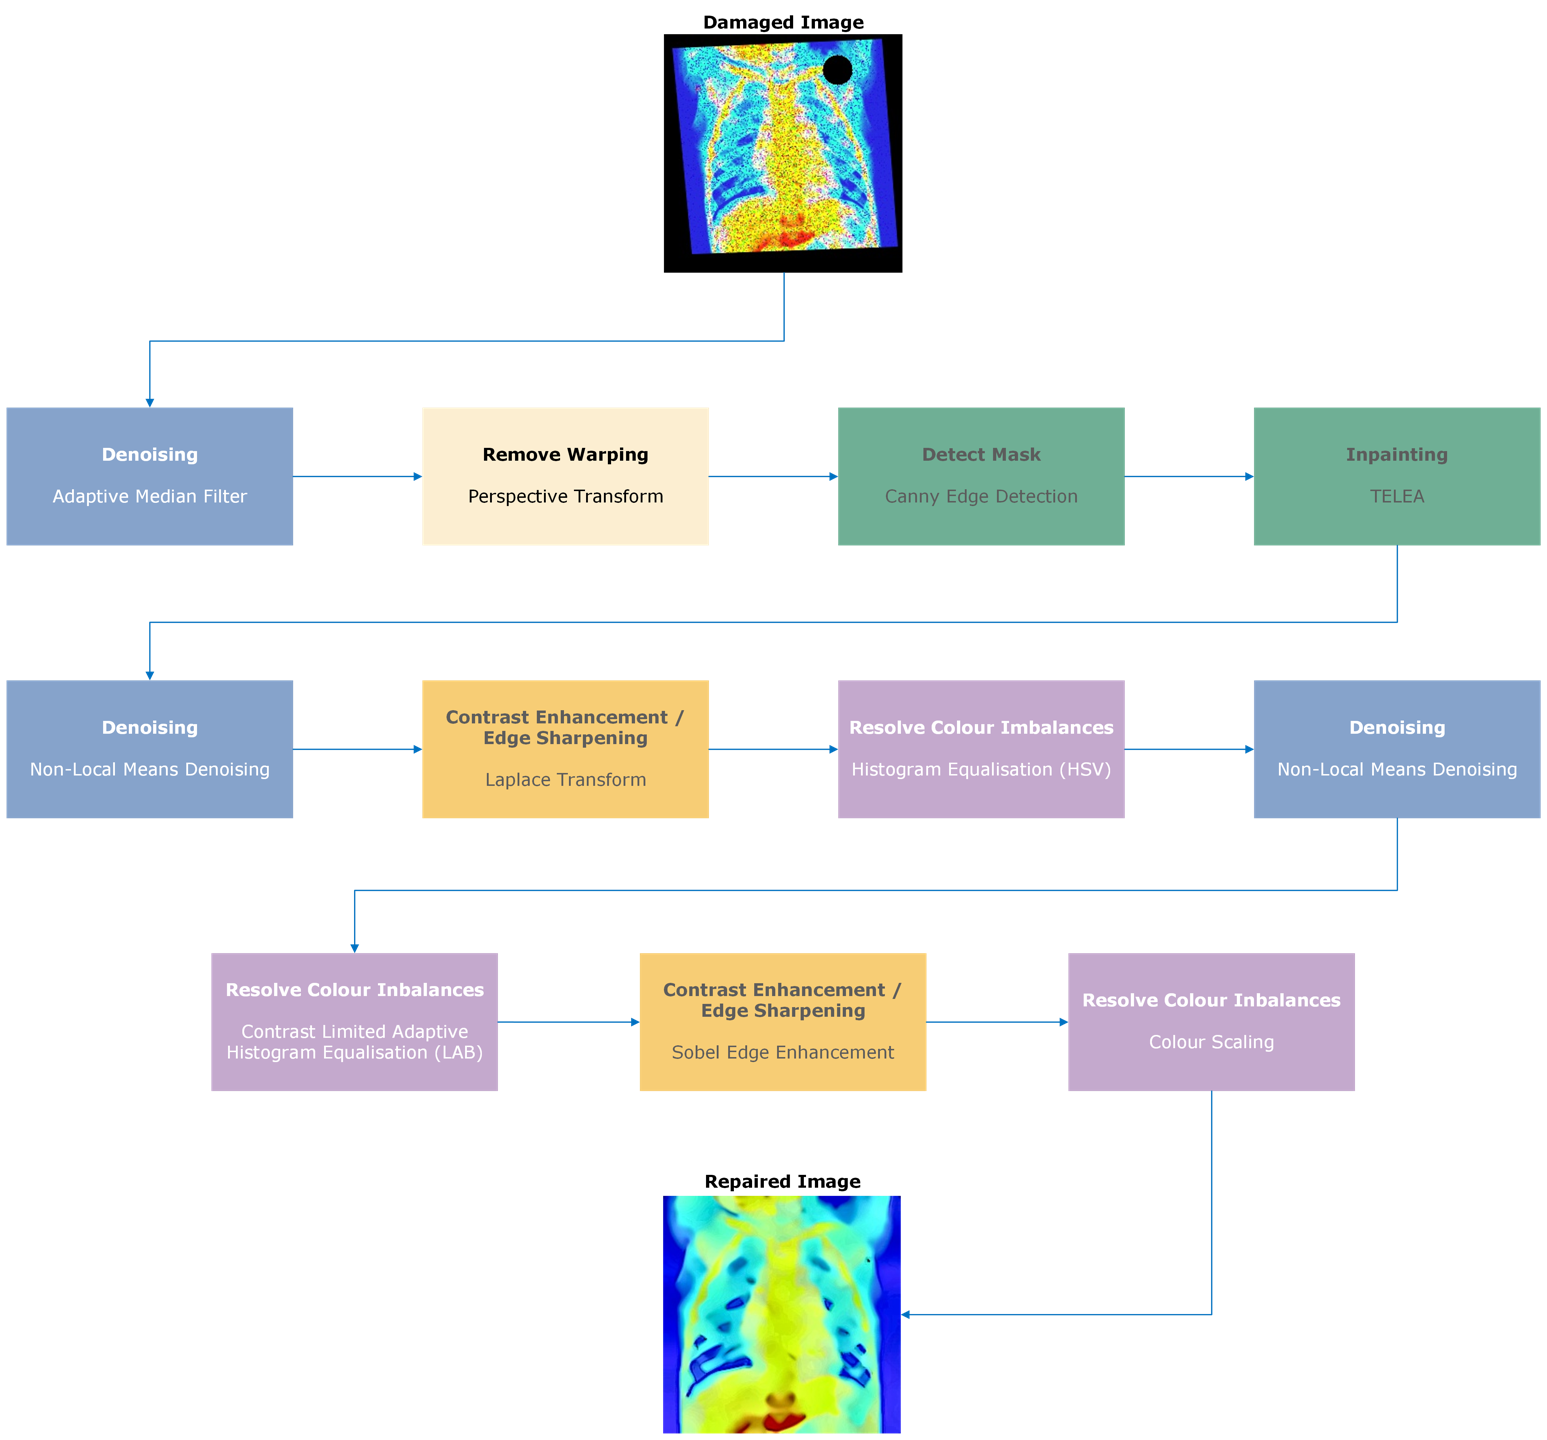 Damaged Image
Denoising
Adaptive Median Filter
Remove Warping
Perspective Transform
Detect Mask
Canny Edge Detection
Inpainting
TELEA
Denoising
Non-Local Means Denoising
Contrast Enhancement /
Edge Sharpening
Laplace Transform
Resolve Colour Imbalances
Histogram Equalisation (HSV)
Denoising
Non-Local Means Denoising
Resolve Colour Inbalances
Contrast Limited Adaptive
Histogram Equalisation (LAB)
Contrast Enhancement /
Edge Sharpening
Sobel Edge Enhancement
Resolve Colour Inbalances
Colour Scaling
Repaired Image